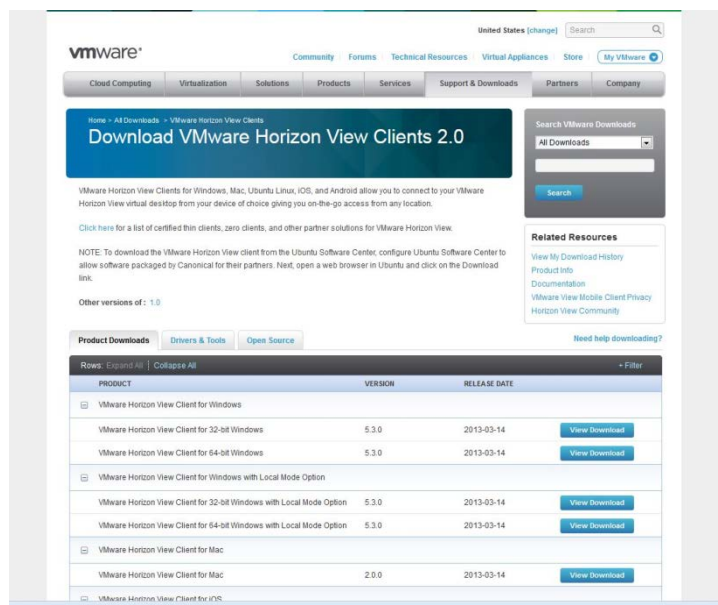 United States [change]
Search
vmware
Community Forums Technical Resources Virtual Appliances Store My VMware
Cloud Computing Virtualization Solutions Products Services Support & Downloads Partners Company
Home > All Downloads > VMware Horizon View Clients
Download VMware Horizon View Clients 2.0
Search VMware Downloads
All Downloads
Search
VMware Horizon View Clients for Windows, Mac, Ubuntu Linux, iOS, and Android allow you to connect to your VMware
Horizon View virtual desktop from your device of choice giving you on-the-go access from any location.
Click here for a list of certified thin clients, zero clients, and other partner solutions for VMware Horizon View.
NOTE: To download the VMware Horizon View client from the Ubuntu Software Center, configure Ubuntu Software Center to
allow software packaged by Canonical for their partners. Next, open a web browser in Ubuntu and click on the Download
link.
Other versions of : 1.0
Related Resources
View My Download History
Product Info
Documentation
VMware View Mobile Client Privacy
Horizon View Community
Product Downloads Drivers & Tools Open Source Need help downloading?
Rows: Expand All | Collapse All + Filter
PRODUCT VERSION RELEASE DATE
VMware Horizon View Client for Windows
VMware Horizon View Client for 32-bit Windows 5.3.0 2013-03-14 View Download
VMware Horizon View Client for 64-bit Windows 5.3.0 2013-03-14 View Download
VMware Horizon View Client for Windows with Local Mode Option
VMware Horizon View Client for 32-bit Windows with Local Mode Option 5.3.0 2013-03-14 View Download
VMware Horizon View Client for 64-bit Windows with Local Mode Option 5.3.0 2013-03-14 View Download
VMware Horizon View Client for Mac
VMware Horizon View Client for Mac 2.0.0 2013-03-14 View Download
VMware Horizon View Client for iOS